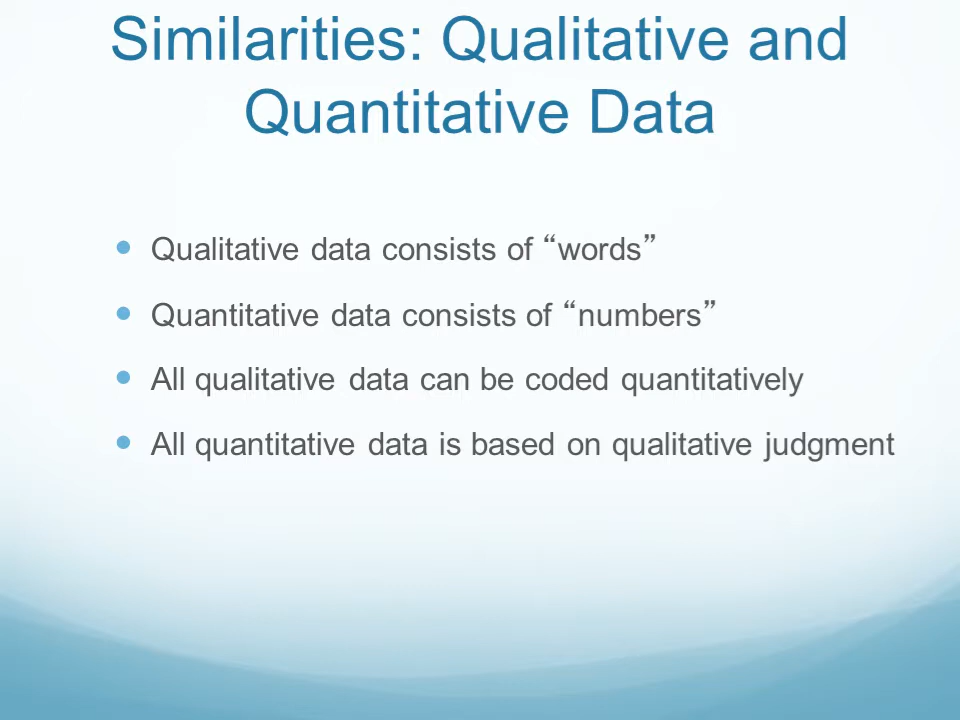 Similarities: Qualitative and
Quantitative Data
• Qualitative data consists of “words”
• Quantitative data consists of “numbers”
• All qualitative data can be coded quantitatively
• All quantitative data is based on qualitative judgment